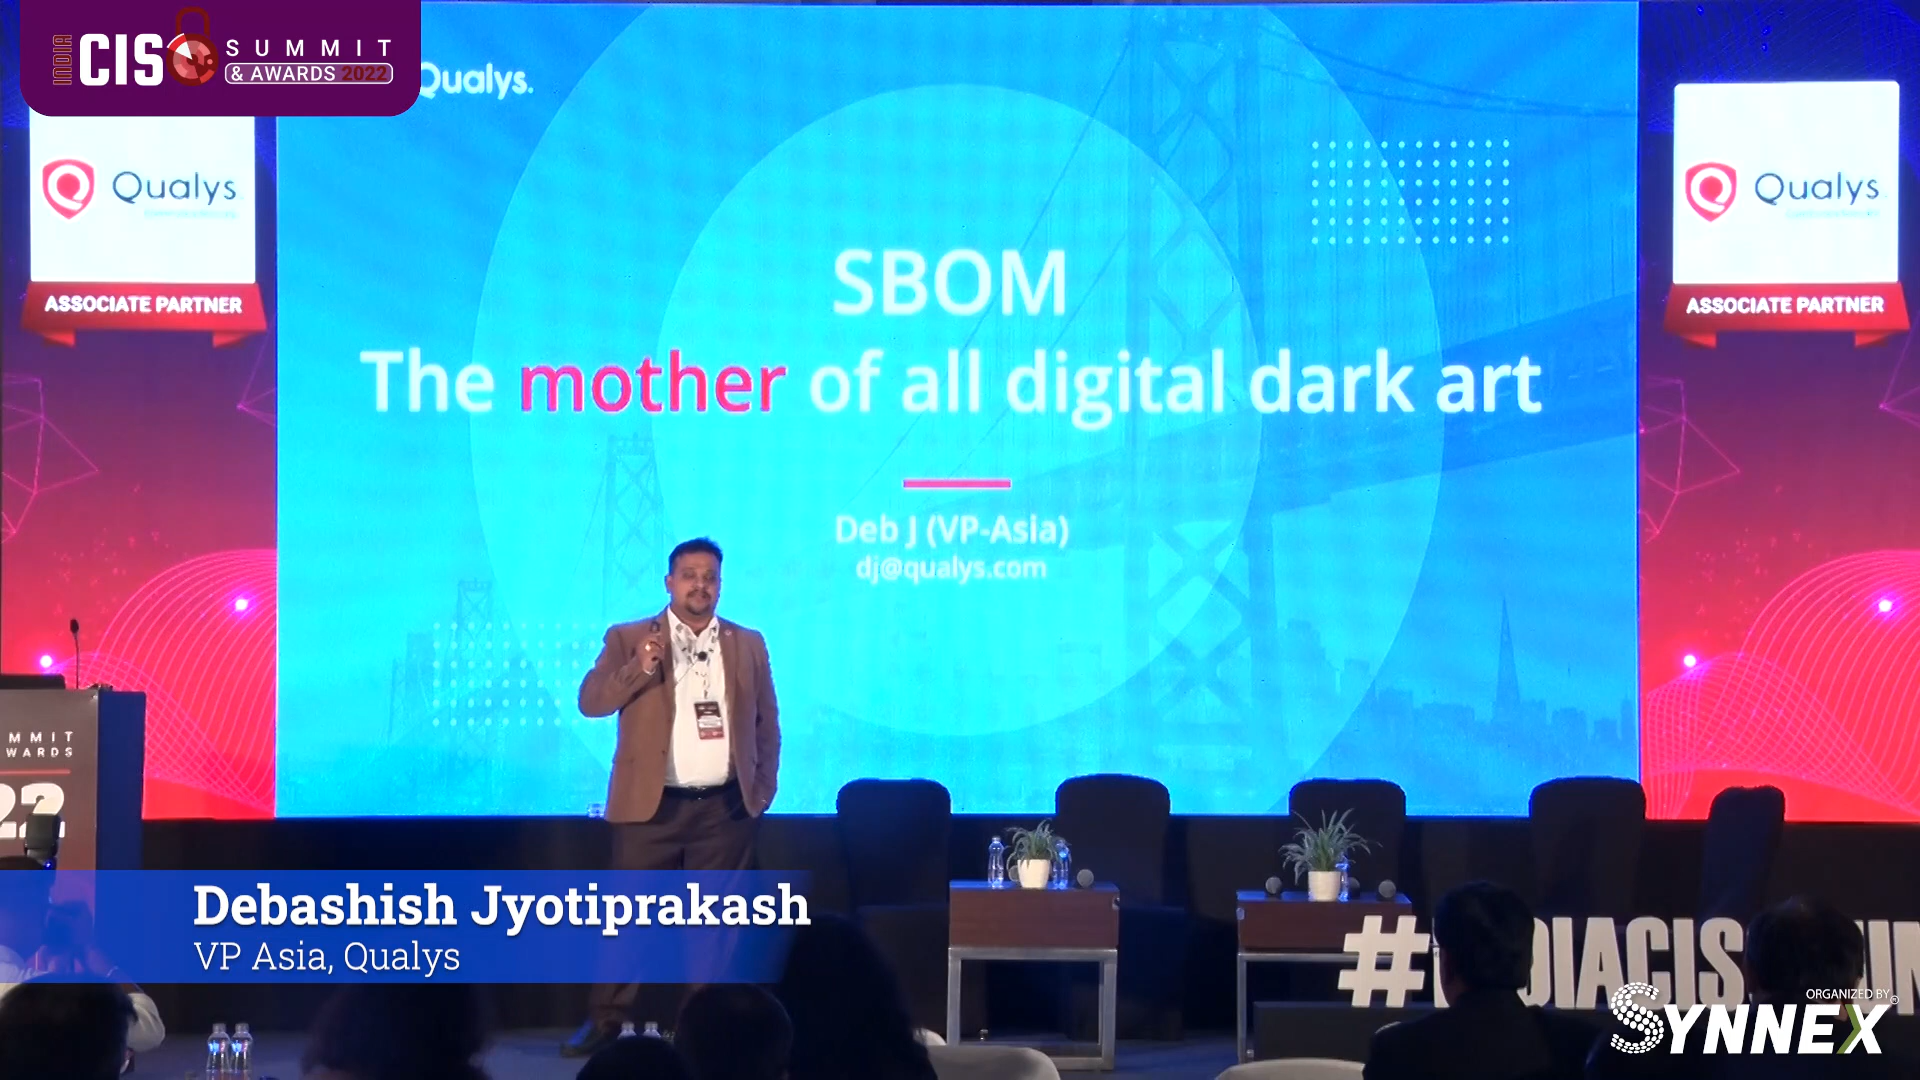 INDIA
CISO
SUMMIT
& AWARDS 2022
Qualys.
Qualys
ASSOCIATE PARTNER
Qualys
ASSOCIATE PARTNER
SBOM
The mother of all digital dark art
Deb J (VP-Asia)
dj@qualys.com
MMIT
WARDS
22
Debashish Jyotiprakash
VP Asia, Qualys
ORGANIZED BY
SYNNEX